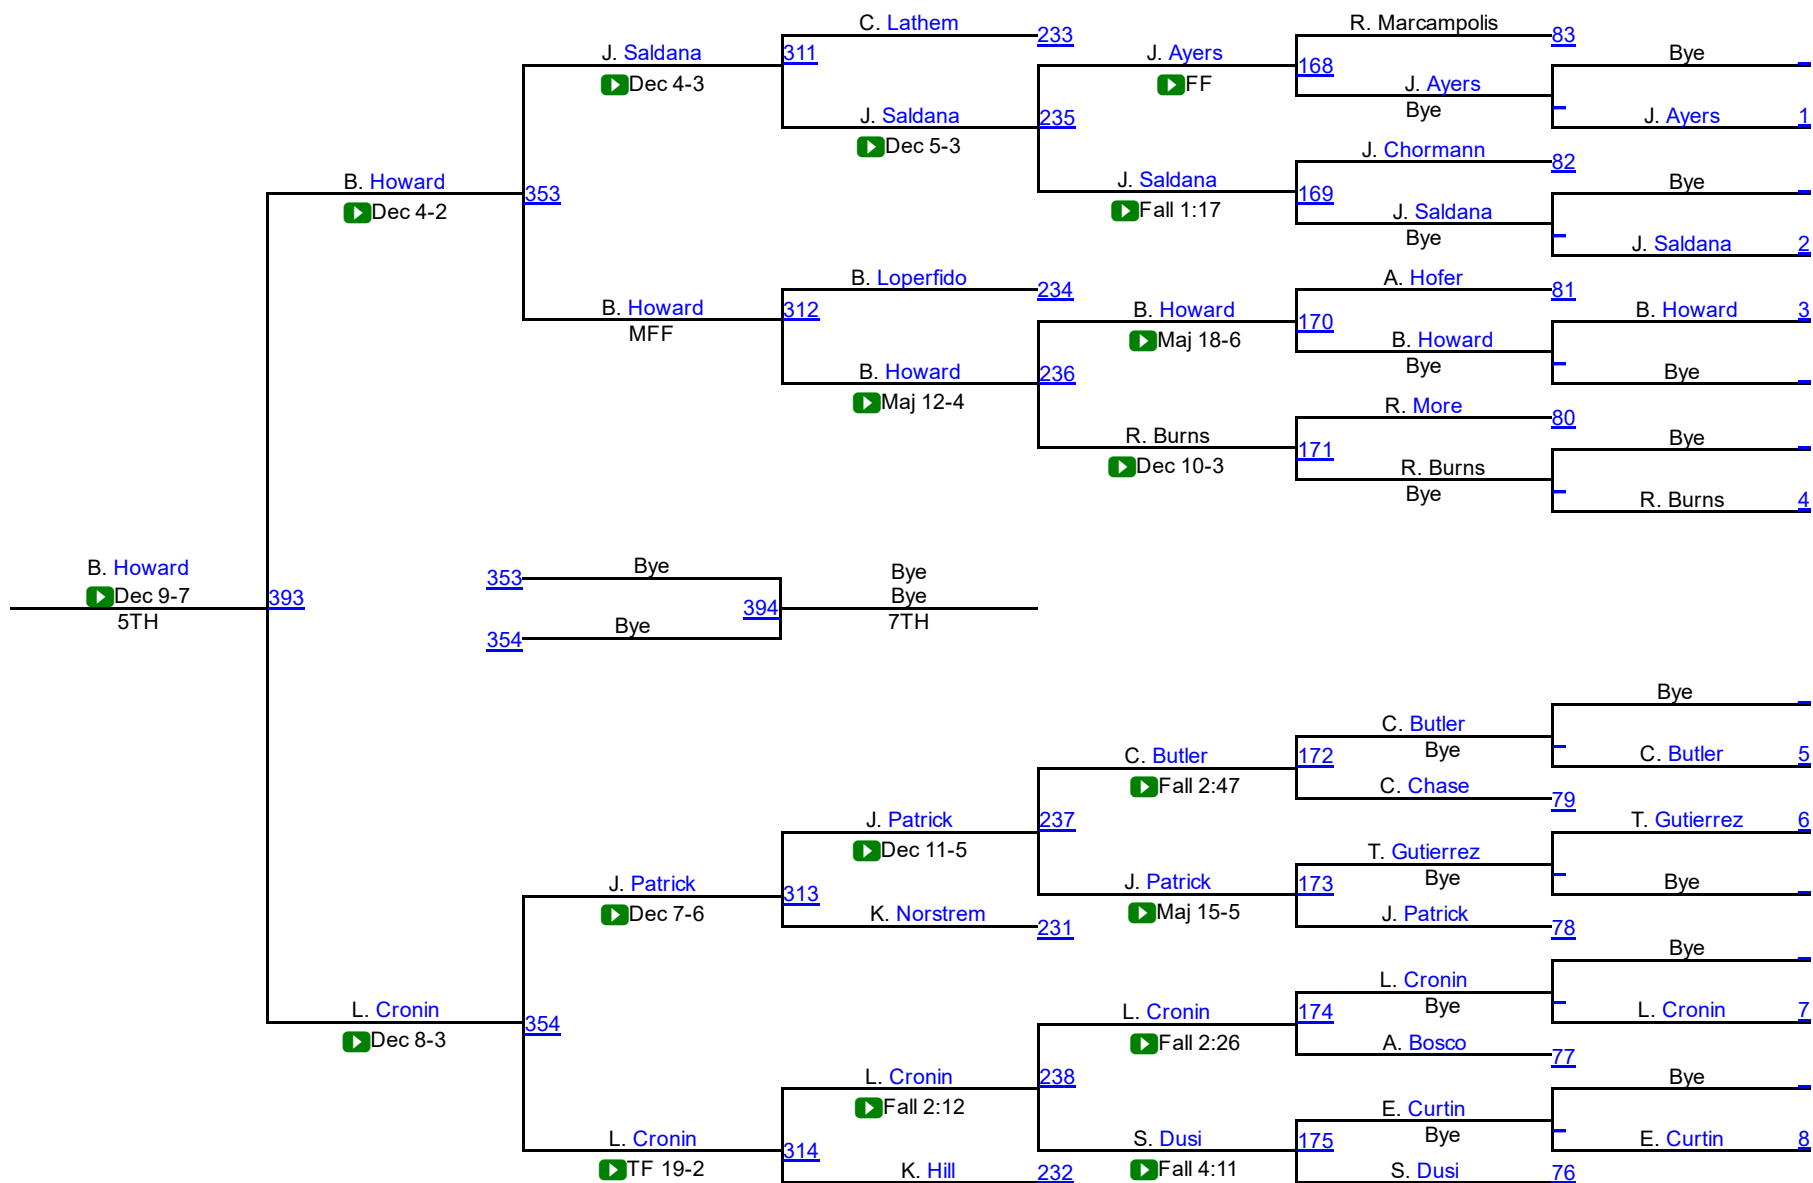 C. Lathem
233
R. Marcampolis
83
J. Saldana
311
J. Ayers
Bye
168
Dec 4-3
FF
J. Ayers
Bye
J. Saldana
235
J. Ayers
1
Dec 5-3
J. Chormann
82
B. Howard
353
J. Saldana
169
Bye
Dec 4-2
Fall 1:17
J. Saldana
Bye
J. Saldana
2
B. Loperfido
234
A. Hofer
81
B. Howard
312
B. Howard
170
B. Howard
3
MFF
Maj 18-6
B. Howard
Bye
B. Howard
236
Bye
Maj 12-4
R. More
80
R. Burns
171
Bye
Dec 10-3
R. Burns
Bye
R. Burns
4
B. Howard
353
Bye
Bye
Dec 9-7
393
394
Bye
5TH
354
Bye
7TH
Bye
C. Butler
C. Butler
172
Bye
C. Butler
5
Fall 2:47
C. Chase
79
J. Patrick
237
T. Gutierrez
6
Dec 11-5
T. Gutierrez
J. Patrick
313
J. Patrick
173
Bye
Bye
Dec 7-6
K. Norstrem
231
Maj 15-5
J. Patrick
78
Bye
L. Cronin
L. Cronin
354
L. Cronin
174
Bye
L. Cronin
7
Dec 8-3
Fall 2:26
A. Bosco
77
L. Cronin
238
Bye
Fall 2:12
E. Curtin
L. Cronin
314
S. Dusi
175
Bye
E. Curtin
8
TF 19-2
K. Hill
232
Fall 4:11
S. Dusi
76